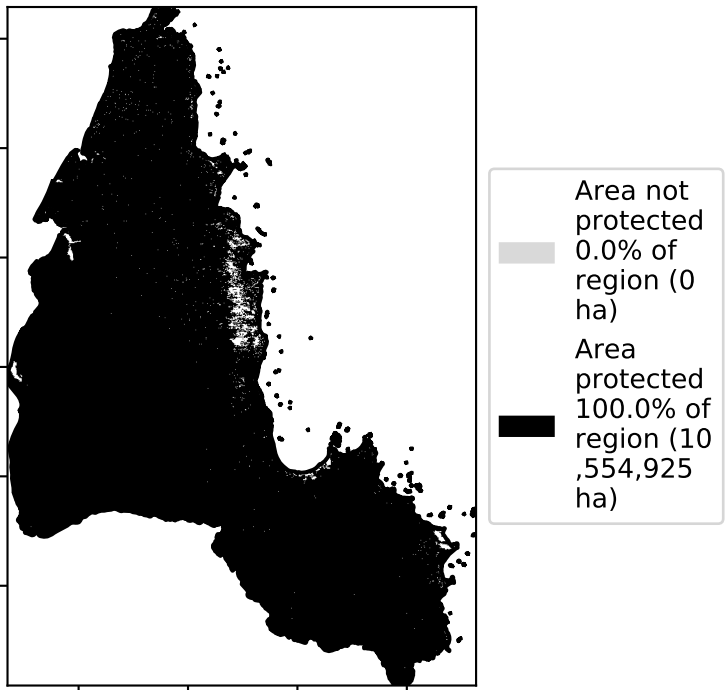 Area not
protected
0.0% of
region (0
ha)
Area
protected
100.0% of
region (10
,554,925
ha)